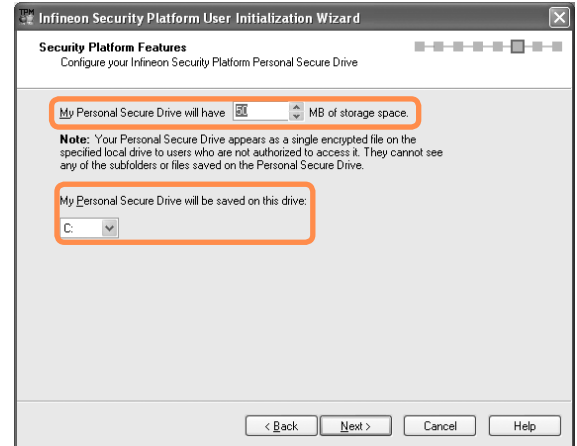 TPM
Infineon Security Platform User Initialization Wizard
Security Platform Features
Configure your Infineon Security Platform Personal Secure Drive
My Personal Secure Drive will have 50 MB of storage space.
Note: Your Personal Secure Drive appears as a single encrypted file on the
specified local drive to users who are not authorized to access it. They cannot see
any of the subfolders or files saved on the Personal Secure Drive.
My Personal Secure Drive will be saved on this drive:
C:
< Back Next > Cancel Help